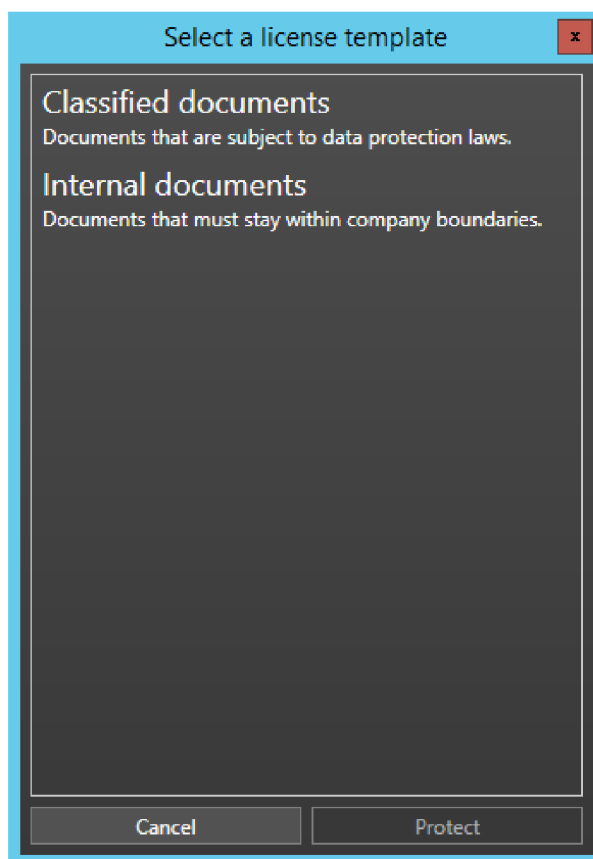 Select a license template
x
Classified documents
Documents that are subject to data protection laws.
Internal documents
Documents that must stay within company boundaries.
Cancel
Protect